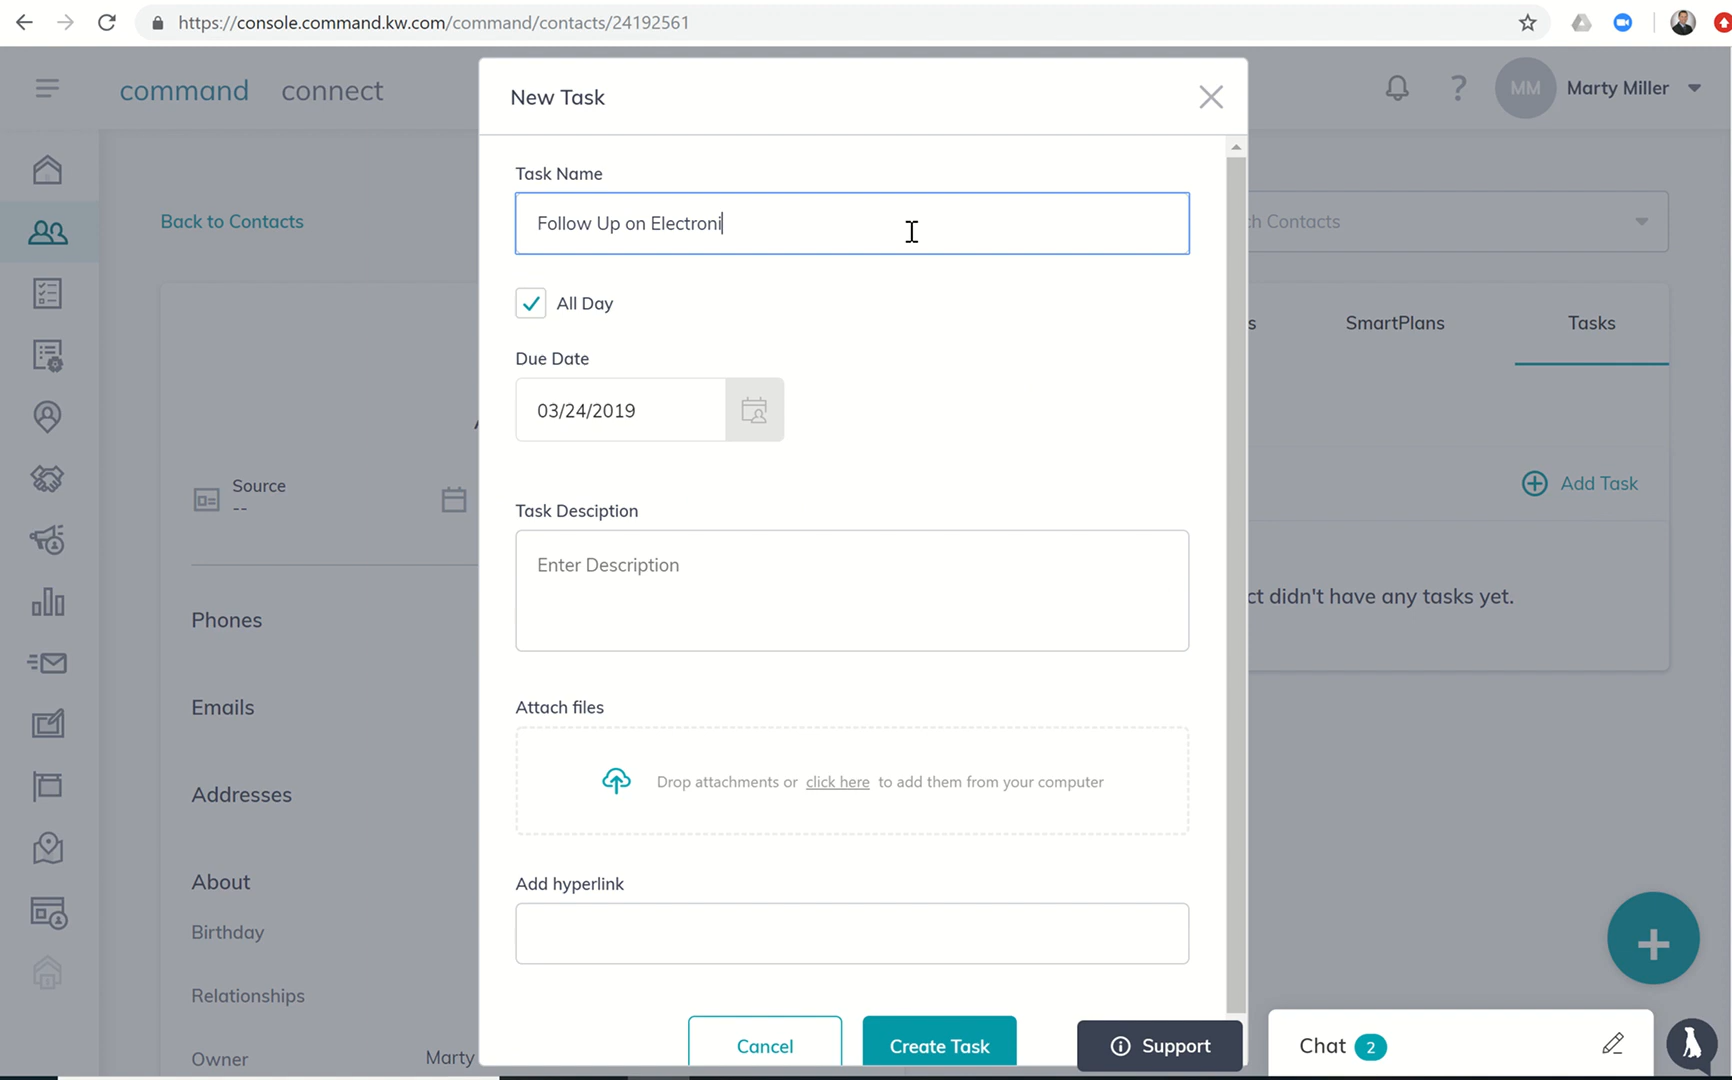 https://console.command.kw.com/command/contacts/24192561
command connect
MM Marty Miller
New Task
Task Name
Follow Up on Electroni
Back to Contacts
Contacts
All Day
SmartPlans
Tasks
Due Date
03/24/2019
Source
--
Add Task
Task Desciption
Enter Description
didn't have any tasks yet.
Phones
Emails
Attach files
Drop attachments or click here to add them from your computer
Addresses
About
Add hyperlink
Birthday
Relationships
Owner Marty
Cancel
Create Task
Support
Chat 2